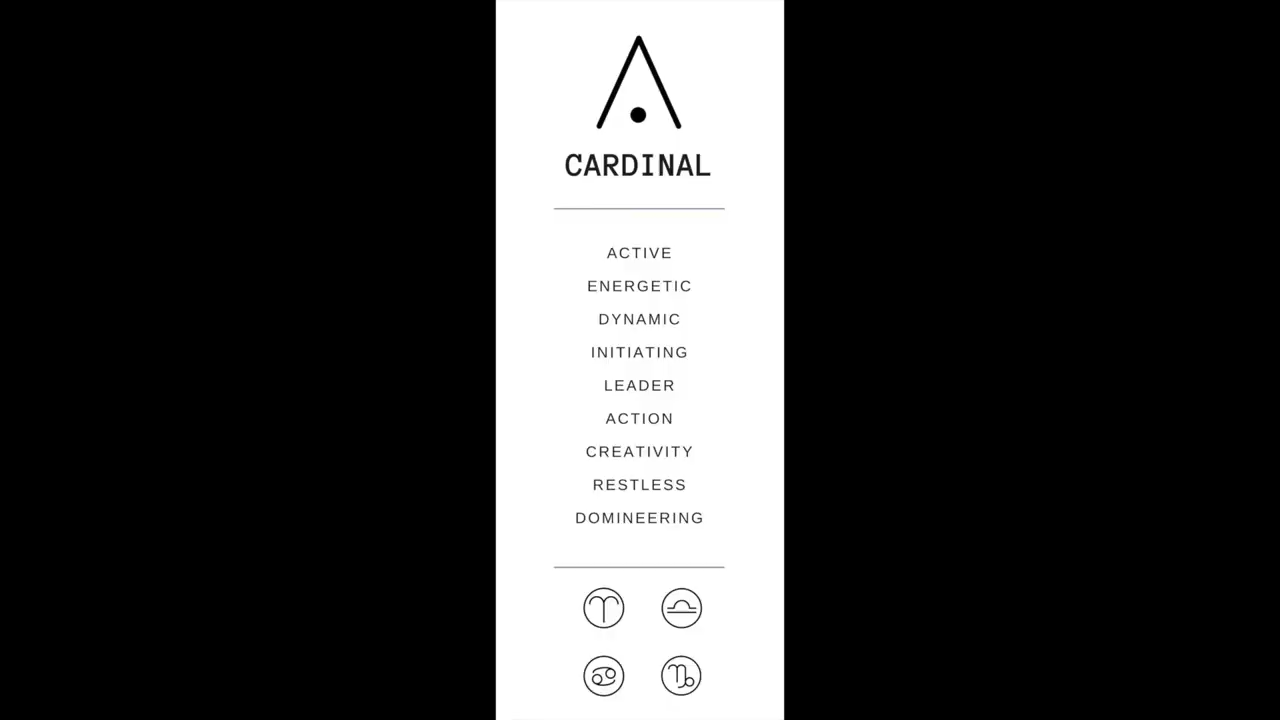 CARDINAL
ACTIVE
ENERGETIC
DYNAMIC
INITIATING
LEADER
ACTION
CREATIVITY
RESTLESS
DOMINEERING